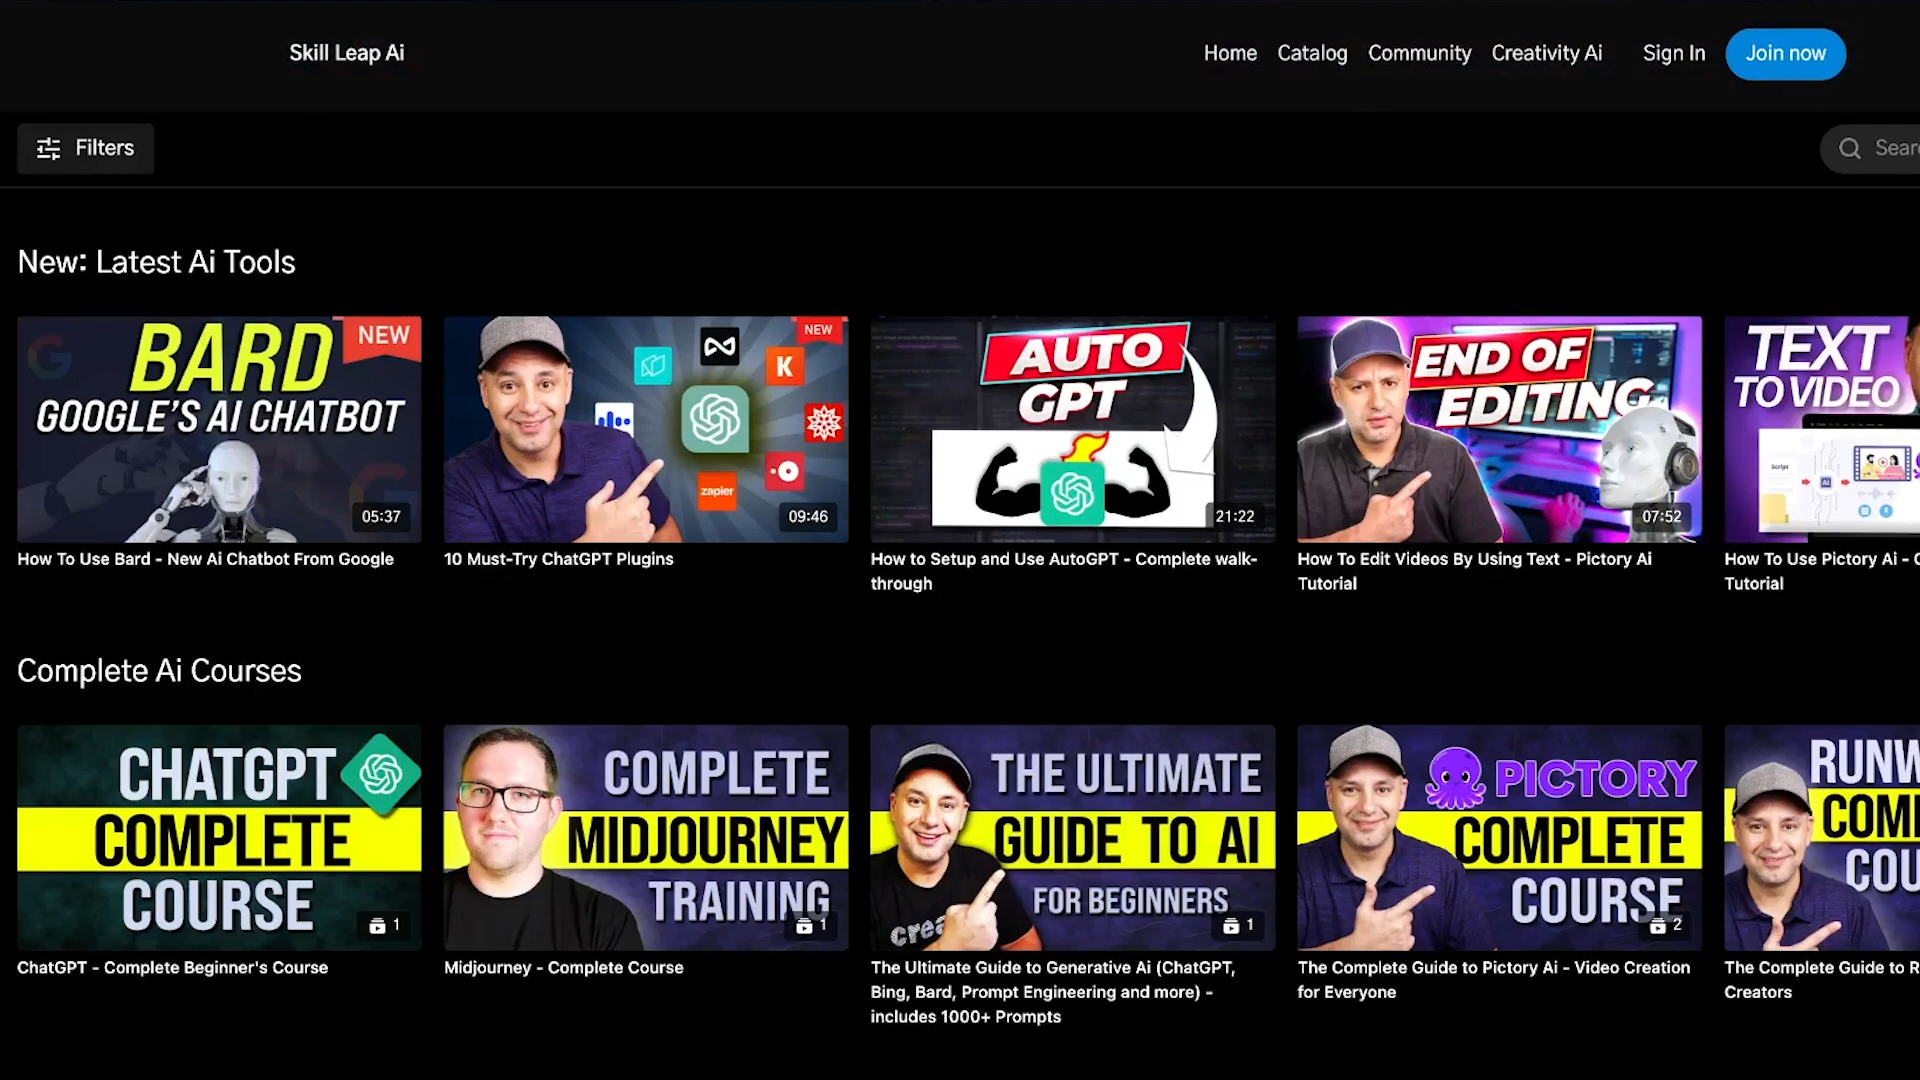 Skill Leap Ai
Home Catalog Community Creativity Ai Sign In Join now
Filters
New: Latest Ai Tools
BARD
GOOGLE'S AI CHATBOT
NEW
05:37
How To Use Bard - New Ai Chatbot From Google
NEW
K
zapier
09:46
10 Must-Try ChatGPT Plugins
AUTO
GPT
21:22
How to Setup and Use AutoGPT - Complete walk-
through
END OF
EDITING
07:52
How To Edit Videos By Using Text - Pictory Ai
Tutorial
TEXT
TO VIDEO
Script
Ai
How To Use Pictory Ai -
Tutorial
Complete Ai Courses
CHATGPT
COMPLETE
COURSE
1
ChatGPT - Complete Beginner's Course
COMPLETE
MIDJOURNEY
TRAINING
1
Midjourney - Complete Course
THE ULTIMATE
GUIDE TO AI
FOR BEGINNERS
1
The Ultimate Guide to Generative Ai (ChatGPT,
Bing, Bard, Prompt Engineering and more) -
includes 1000+ Prompts
PICTORY
COMPLETE
COURSE
2
The Complete Guide to Pictory Ai - Video Creation
for Everyone
The Complete Guide to
Creators